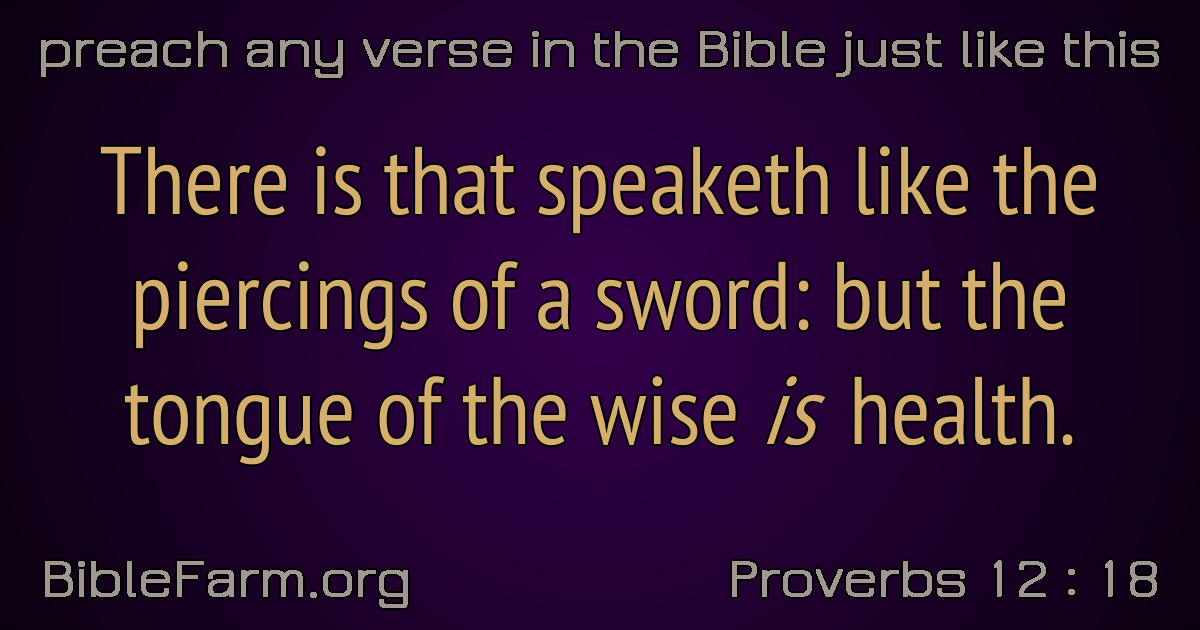 preach any verse in the Bible just like this
There is that speaketh like the
piercings of a sword: but the
tongue of the wise is health.
BibleFarm.org
Proverbs 12 : 18